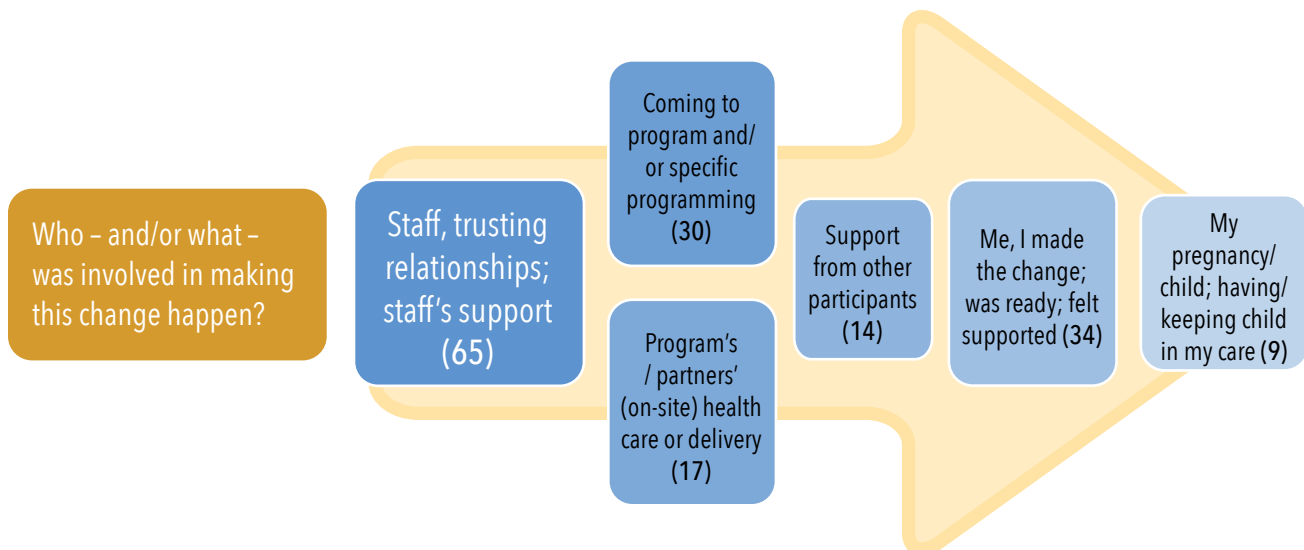 Who – and/or what –
was involved in making
this change happen?
Staff, trusting
relationships;
staff’s support
(65)
Coming to
program and/
or specific
programming
(30)
Program’s
/ partners’
(on-site) health
care or delivery
(17)
Support
from other
participants
(14)
Me, I made
the change;
was ready; felt
supported (34)
My
pregnancy/
child; having/
keeping child
in my care (9)